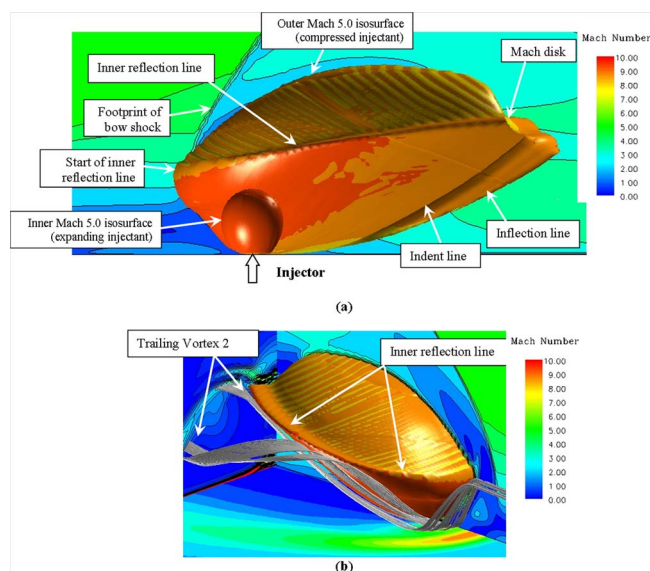 Outer Mach 5.0 isosurface
(compressed injectant)
Mach disk
Mach Number
Inner reflection line
10.00
9.00
8.00
7.00
6.00
5.00
4.00
3.00
2.00
1.00
0.00
Footprint of
bow shock
Start of inner
reflection line
Inner Mach 5.0 isosurface
(expanding injectant)
Inflection line
Indent line
Injector
(a)
Trailing Vortex 2
Inner reflection line
Mach Number
10.00
9.00
8.00
7.00
6.00
5.00
4.00
3.00
2.00
1.00
0.00
(b)